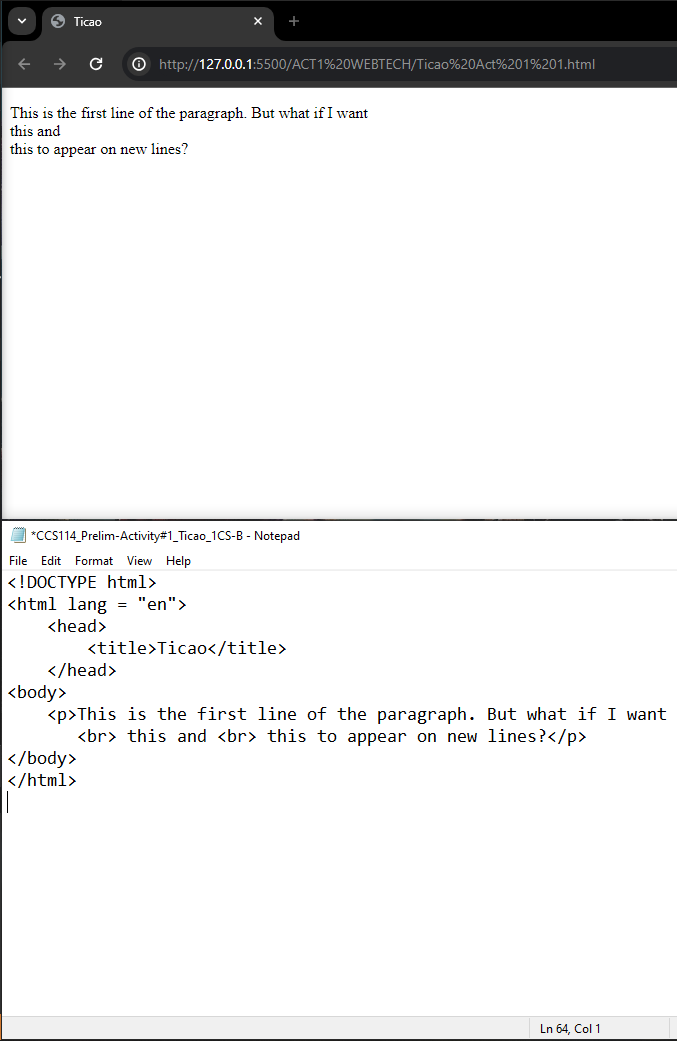 Ticao
http://127.0.0.1:5500/ACT1%20WEBTECH/Ticao%20Act%201%201.html
This is the first line of the paragraph. But what if I want
this and
this to appear on new lines?
*CCS114_Prelim-Activity#1_Ticao_1CS-B - Notepad
File Edit Format View Help
<!DOCTYPE html>
<html lang = "en">
    <head>
        <title>Ticao</title>
    </head>
<body>
    <p>This is the first line of the paragraph. But what if I want
       <br> this and <br> this to appear on new lines?</p>
</body>
</html>
Ln 64, Col 1